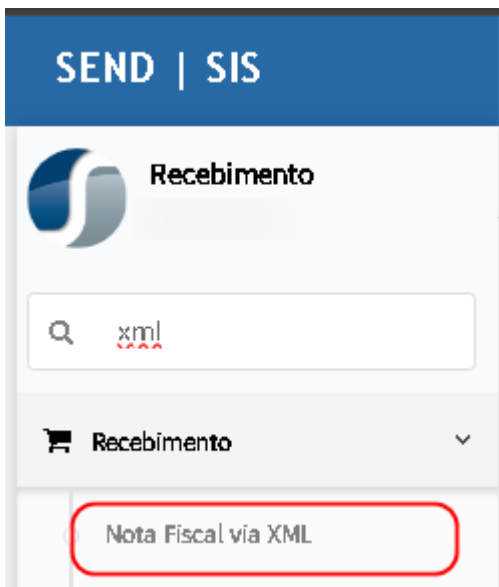 SEND | SIS
Recebimento
xml
Recebimento
Nota Fiscal via XML